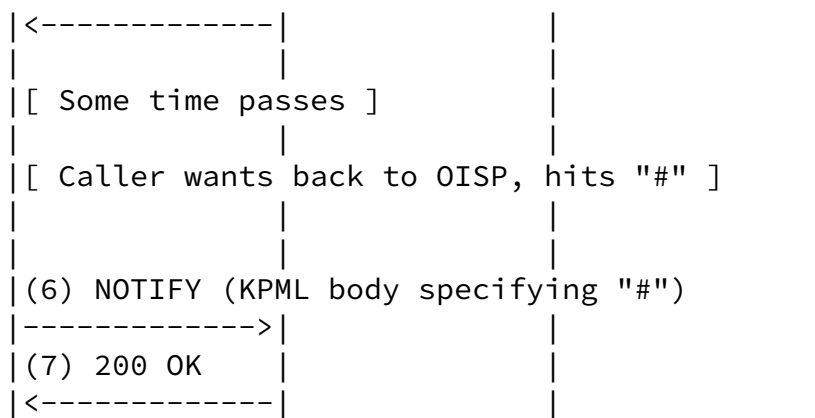 |<-------------|              |
|              |              |
|[ Some time passes ]         |
|              |              |
|[ Caller wants back to OISP, hits "#" ]
|              |              |
|              |              |
|(6) NOTIFY (KPML body specifying "#")
|------------->|              |
|(7) 200 OK    |              |
|<-------------|              |